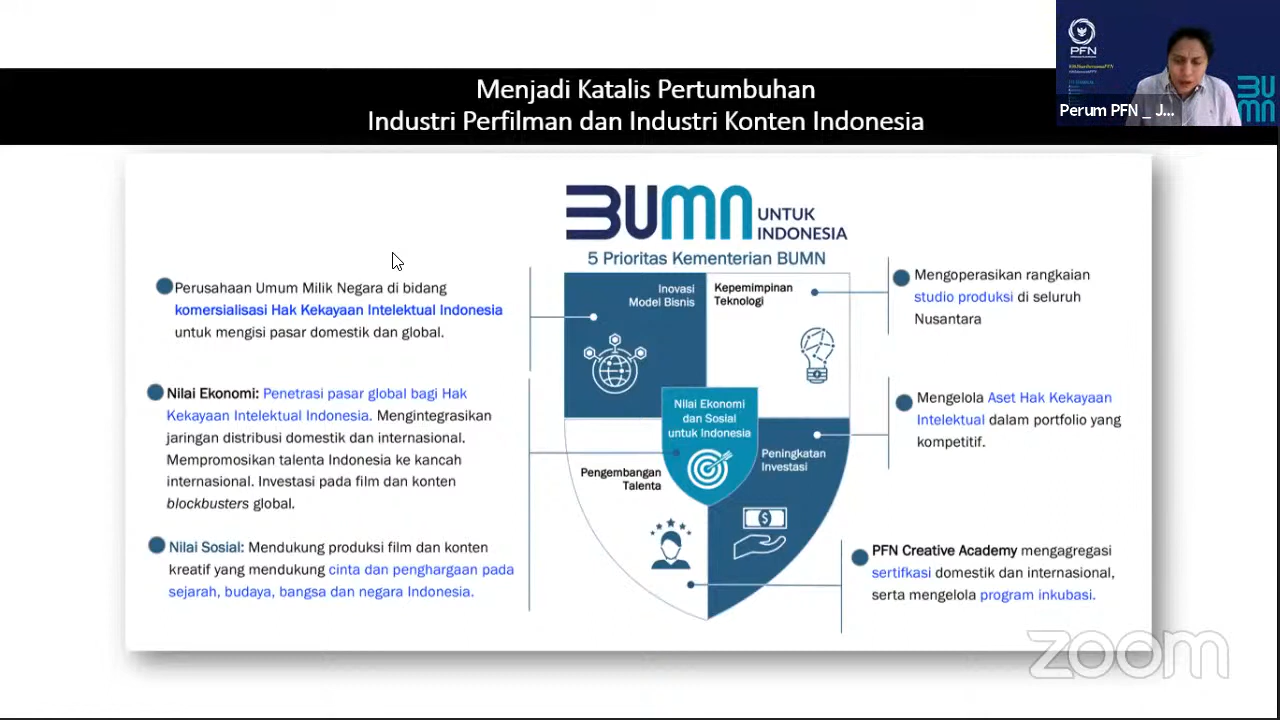 Menjadi Katalis Pertumbuhan
Industri Perfilman dan Industri Konten Indonesia
PFN
Perum PFN _ J...
BUMN
BUMN
UNTUK
INDONESIA
5 Prioritas Kementerian BUMN
Perusahaan Umum Milik Negara di bidang
komersialisasi Hak Kekayaan Intelektual Indonesia
untuk mengisi pasar domestik dan global.
Nilai Ekonomi: Penetrasi pasar global bagi Hak
Kekayaan Intelektual Indonesia. Mengintegrasikan
jaringan distribusi domestik dan internasional.
Mempromosikan talenta Indonesia ke kancah
internasional. Investasi pada film dan konten
blockbusters global.
Nilai Sosial: Mendukung produksi film dan konten
kreatif yang mendukung cinta dan penghargaan pada
sejarah, budaya, bangsa dan negara Indonesia.
Inovasi
Model Bisnis
Kepemimpinan
Teknologi
Nilai Ekonomi
dan Sosial
untuk Indonesia
Pengembangan
Talenta
Peningkatan
Investasi
$
Mengoperasikan rangkaian
studio produksi di seluruh
Nusantara
Mengelola Aset Hak Kekayaan
Intelektual dalam portfolio yang
kompetitif.
PFN Creative Academy mengagregasi
sertifkasi domestik dan internasional,
serta mengelola program inkubasi.
zoom